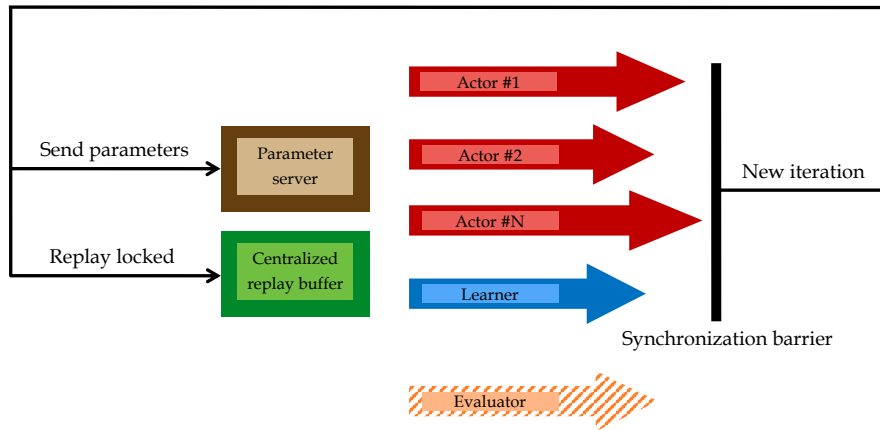 Actor #1
Send parameters
Parameter
server
Actor #2
New iteration
Actor #N
Replay locked
Centralized
replay buffer
Learner
Synchronization barrier
Evaluator